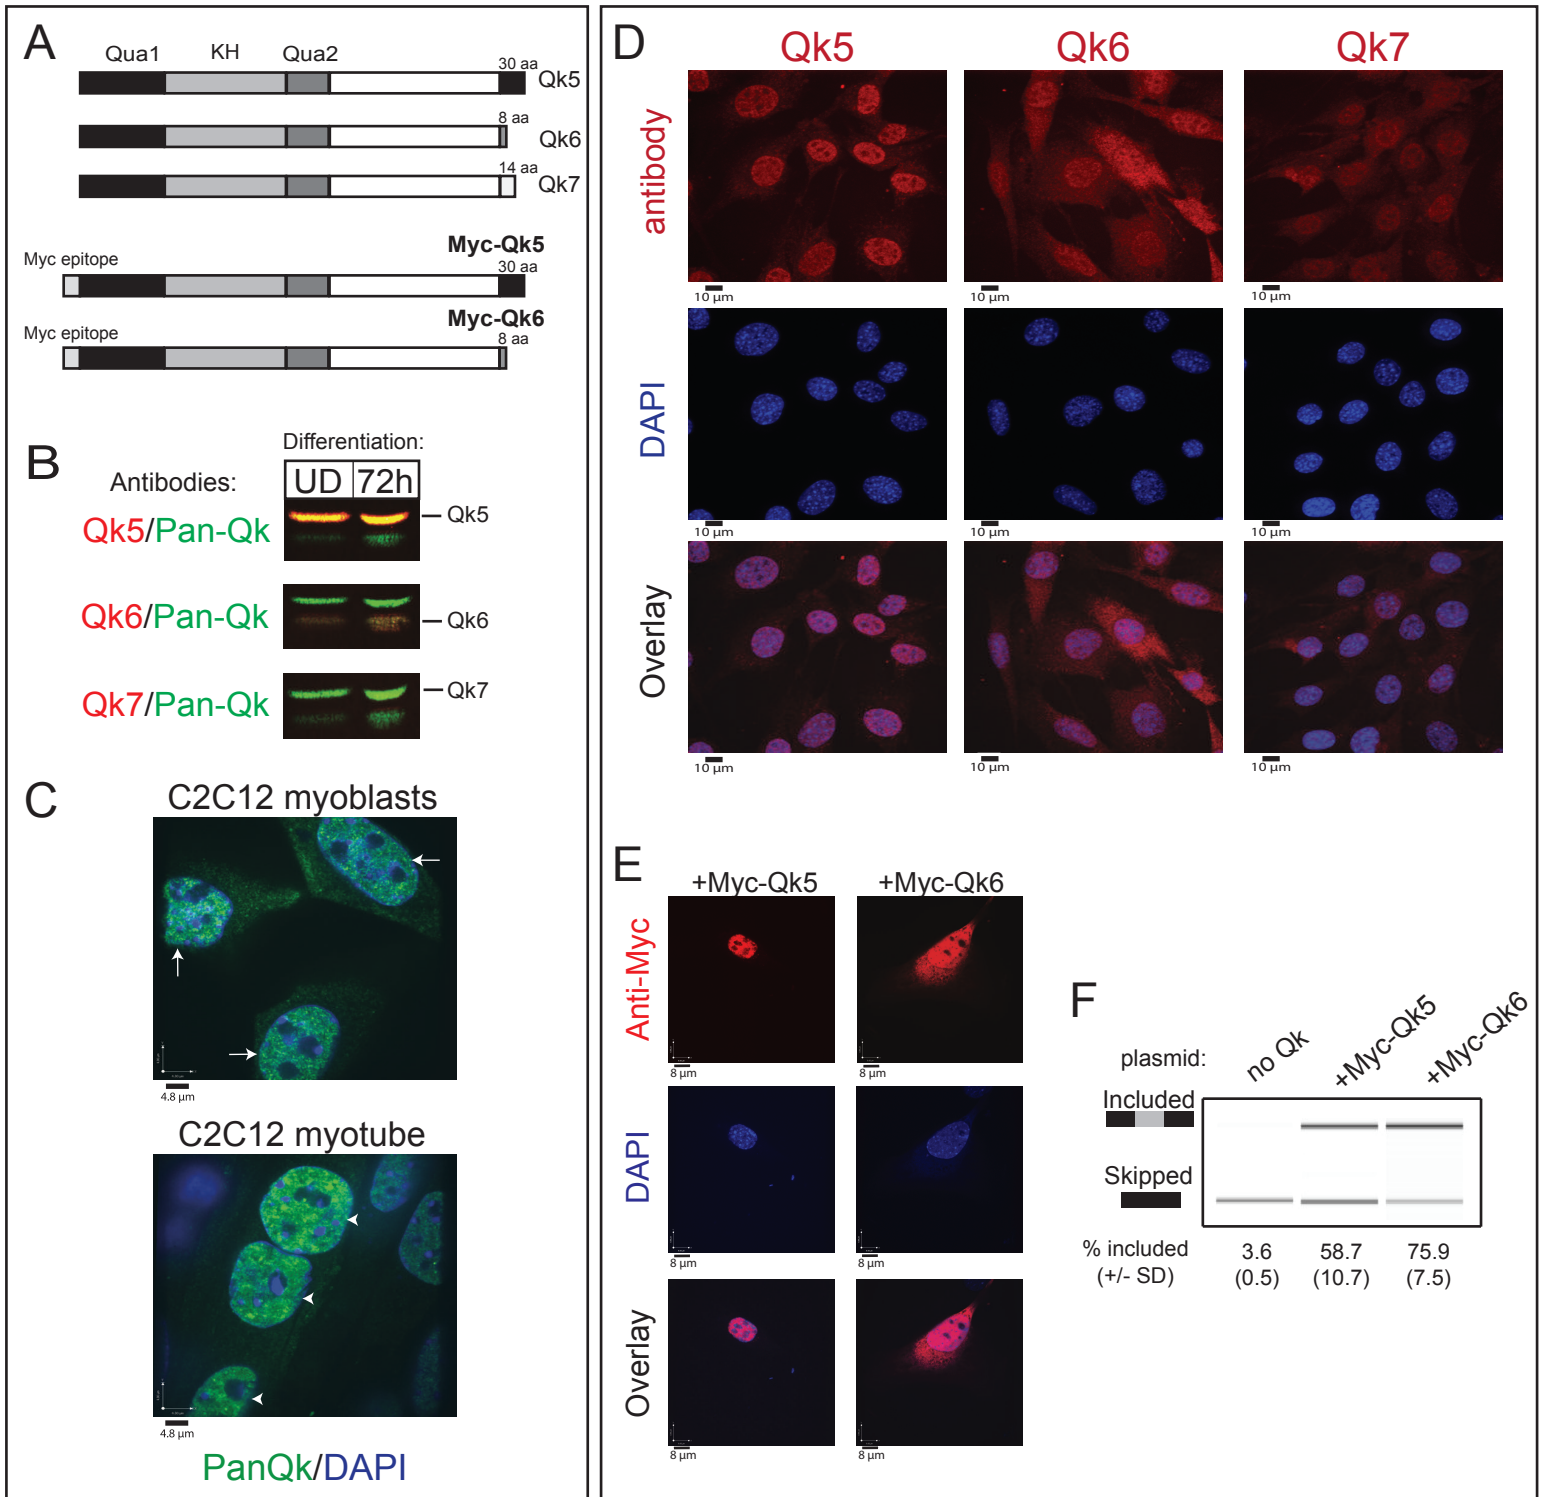 A
Qua1 KH Qua2
30 aa
Qk5
8 aa
Qk6
14 aa
Qk7
Myc-Qk5
Myc epitope
30 aa
Myc-Qk6
Myc epitope
8 aa
B
Differentiation:
Antibodies:
UD 72h
Qk5/Pan-Qk
Qk5
Qk6/Pan-Qk
Qk6
Qk7/Pan-Qk
Qk7
C
C2C12 myoblasts
4.8 µm
C2C12 myotube
4.8 µm
PanQk/DAPI
D
Qk5 Qk6 Qk7
antibody
10 µm 10 µm 10 µm
DAPI
10 µm 10 µm 10 µm
Overlay
10 µm 10 µm 10 µm
E
+Myc-Qk5 +Myc-Qk6
Anti-Myc
8 µm 8 µm
DAPI
8 µm 8 µm
Overlay
8 µm 8 µm
F
plasmid: no Qk +Myc-Qk5 +Myc-Qk6
Included
Skipped
% included 3.6 58.7 75.9
(+/- SD) (0.5) (10.7) (7.5)